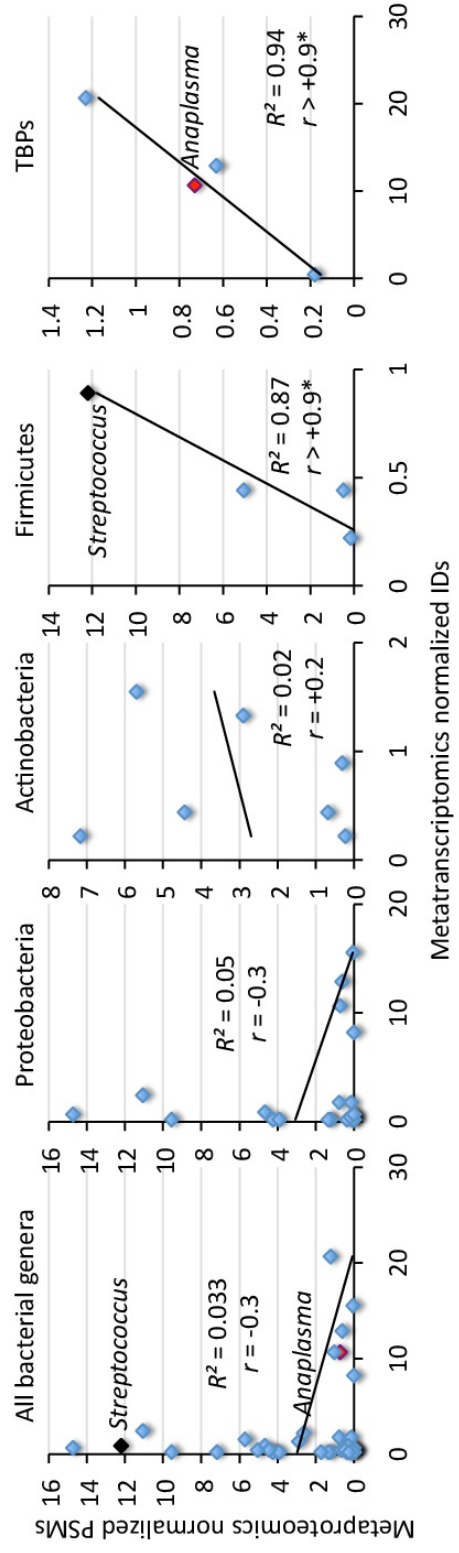 Metaproteomics normalized PSMs
All bacterial genera
16
14
12
10
8
6
4
2
0
Streptococcus
R² = 0.033
r = -0.3
Anaplasma
0
10
20
30
Proteobacteria
16
14
12
10
8
6
4
2
0
R² = 0.05
r = -0.3
0
10
20
Actinobacteria
8
7
6
5
4
3
2
1
0
R² = 0.02
r = +0.2
0
1
2
Firmicutes
14
12
10
8
6
4
2
0
Streptococcus
R² = 0.87
r > +0.9*
0
0.5
1
TBPs
1.4
1.2
1
0.8
0.6
0.4
0.2
0
Anaplasma
R² = 0.94
r > +0.9*
0
10
20
30
Metatranscriptomics normalized IDs